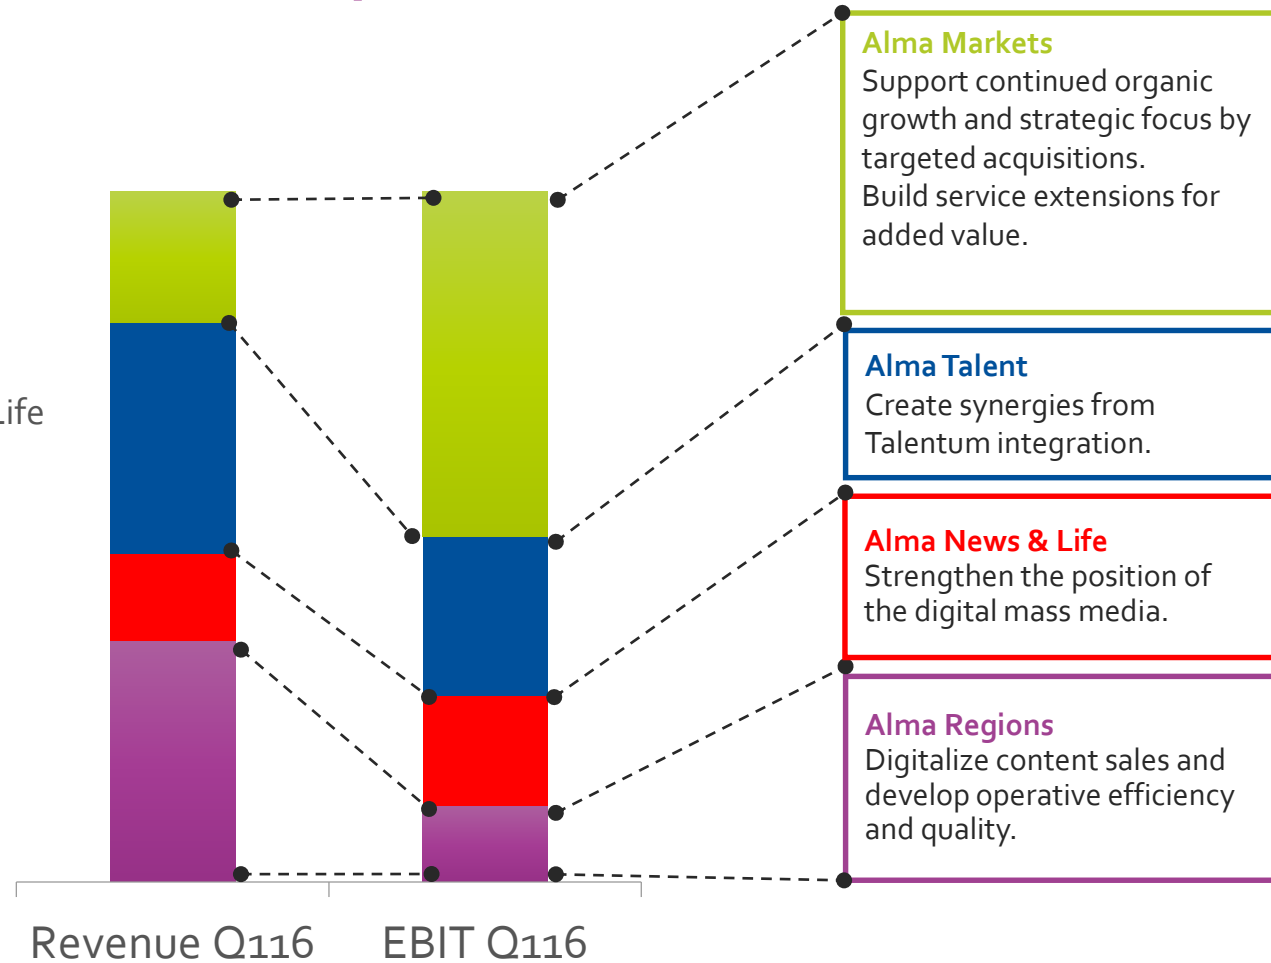 Alma Markets
Support continued organic
growth and strategic focus by
targeted acquisitions.
Build service extensions for
added value.
Alma Talent
Create synergies from
Talentum integration.
Life
Alma News & Life
Strengthen the position of
the digital mass media.
Alma Regions
Digitalize content sales and
develop operative efficiency
and quality.
Revenue Q116
EBIT Q116